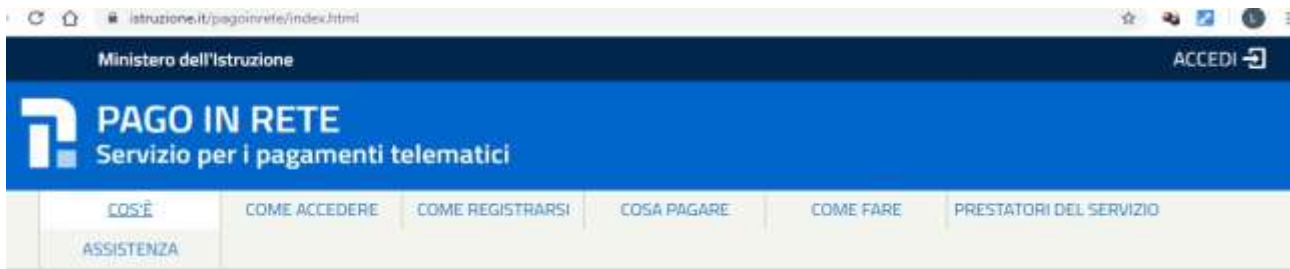 istruzione.it/pagoinrete/index.html
Ministero dell'Istruzione
ACCEDI
PAGO IN RETE
Servizio per i pagamenti telematici
COS'È COME ACCEDERE COME REGISTRARSI COSA PAGARE COME FARE PRESTATORI DEL SERVIZIO
ASSISTENZA